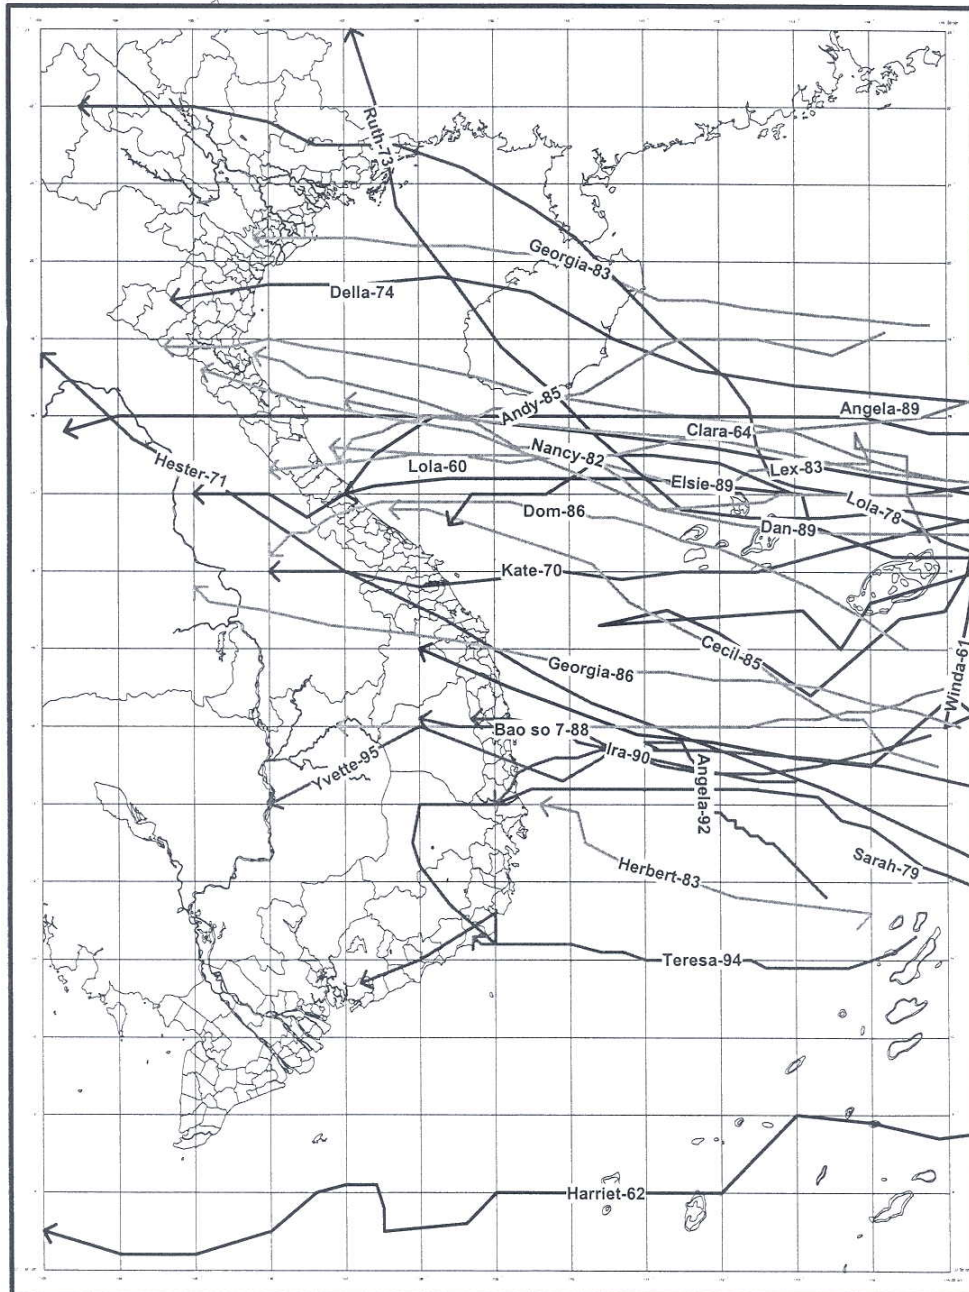 Ruth-73
Georgia-83
Della-74
Andy-85
Angela-89
Clara-64
Nancy-82
Hester-71
Lola-60
Lex-83
Elsie-89
Lola-78
Dom-86
Dan-89
Kate-70
Cecil-85
Georgia-86
Winda-61
Bao so 7-88
Ira-90
Yvette-95
Angela-92
Sarah-79
Herbert-83
Teresa-94
Harriet-62